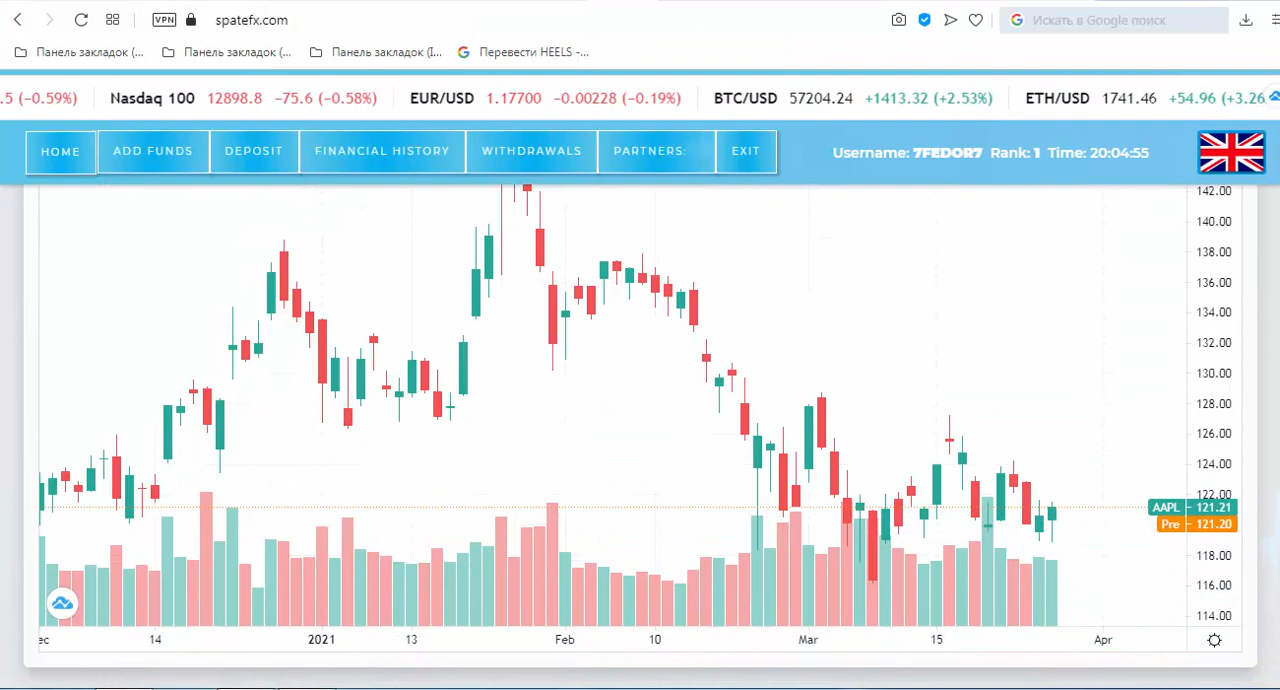 VPN spatefx.com Искать в Google поиск
Панель закладок (... Панель закладок (... Панель закладок (I... Перевести HEELS -...
.5 (−0.59%) Nasdaq 100 12898.8 −75.6 (−0.58%) EUR/USD 1.17700 −0.00228 (−0.19%) BTC/USD 57204.24 +1413.32 (+2.53%) ETH/USD 1741.46 +54.96 (+3.26
HOME ADD FUNDS DEPOSIT FINANCIAL HISTORY WITHDRAWALS PARTNERS: EXIT Username: 7FEDOR7 Rank: 1 Time: 20:04:55
142.00
140.00
138.00
136.00
134.00
132.00
130.00
128.00
126.00
124.00
122.00
AAPL 121.21
Pre 121.20
118.00
116.00
114.00
ec 14 2021 13 Feb 10 Mar 15 Apr